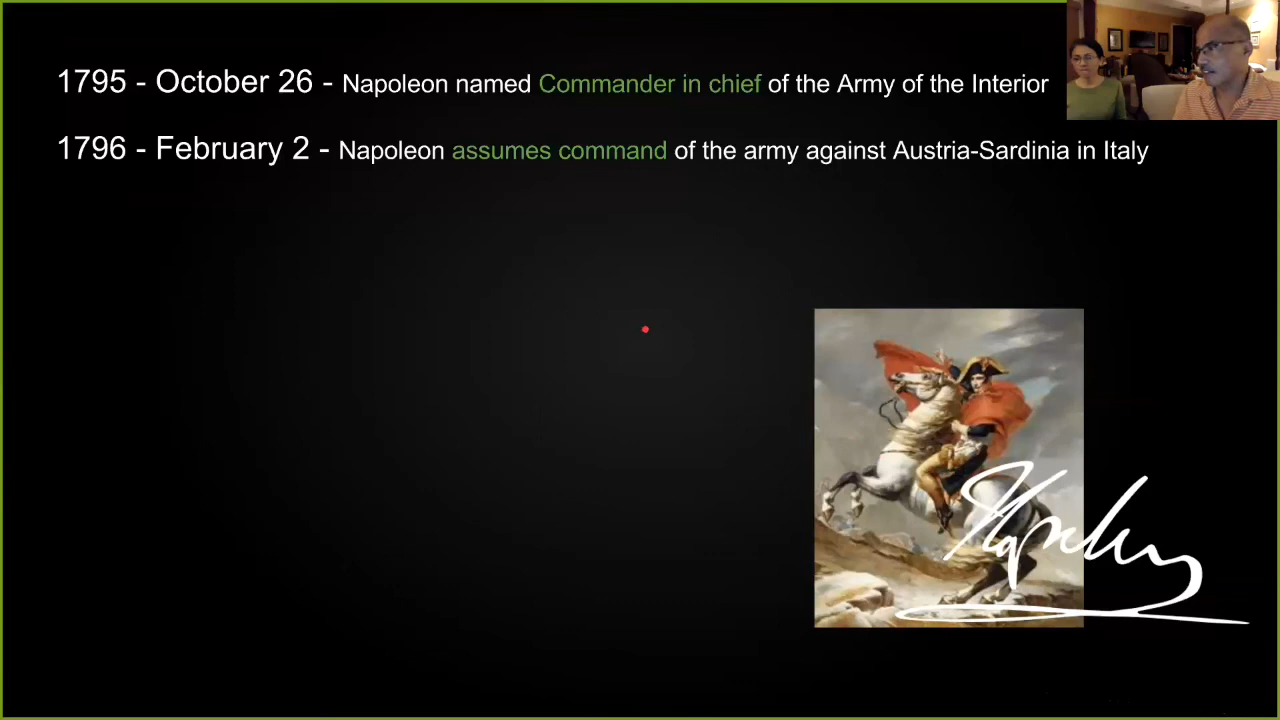 1795 - October 26 - Napoleon named Commander in chief of the Army of the Interior
1796 - February 2 - Napoleon assumes command of the army against Austria-Sardinia in Italy